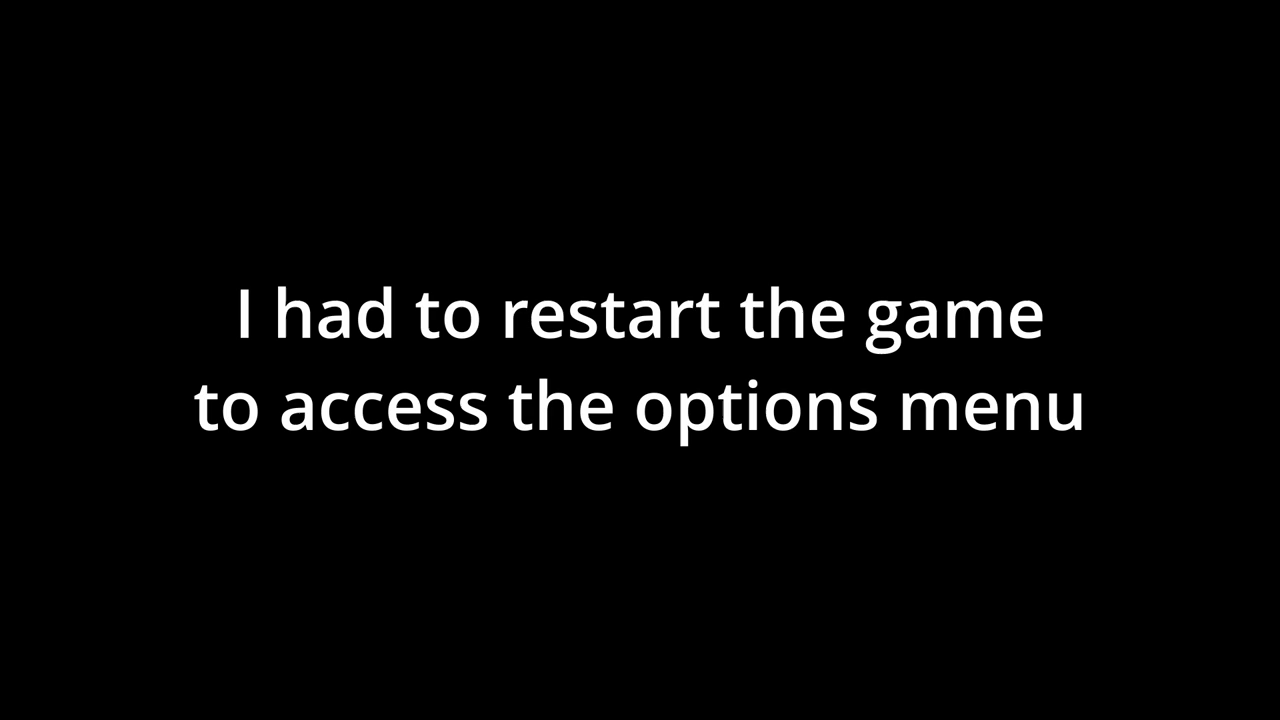 I had to restart the game
to access the options menu